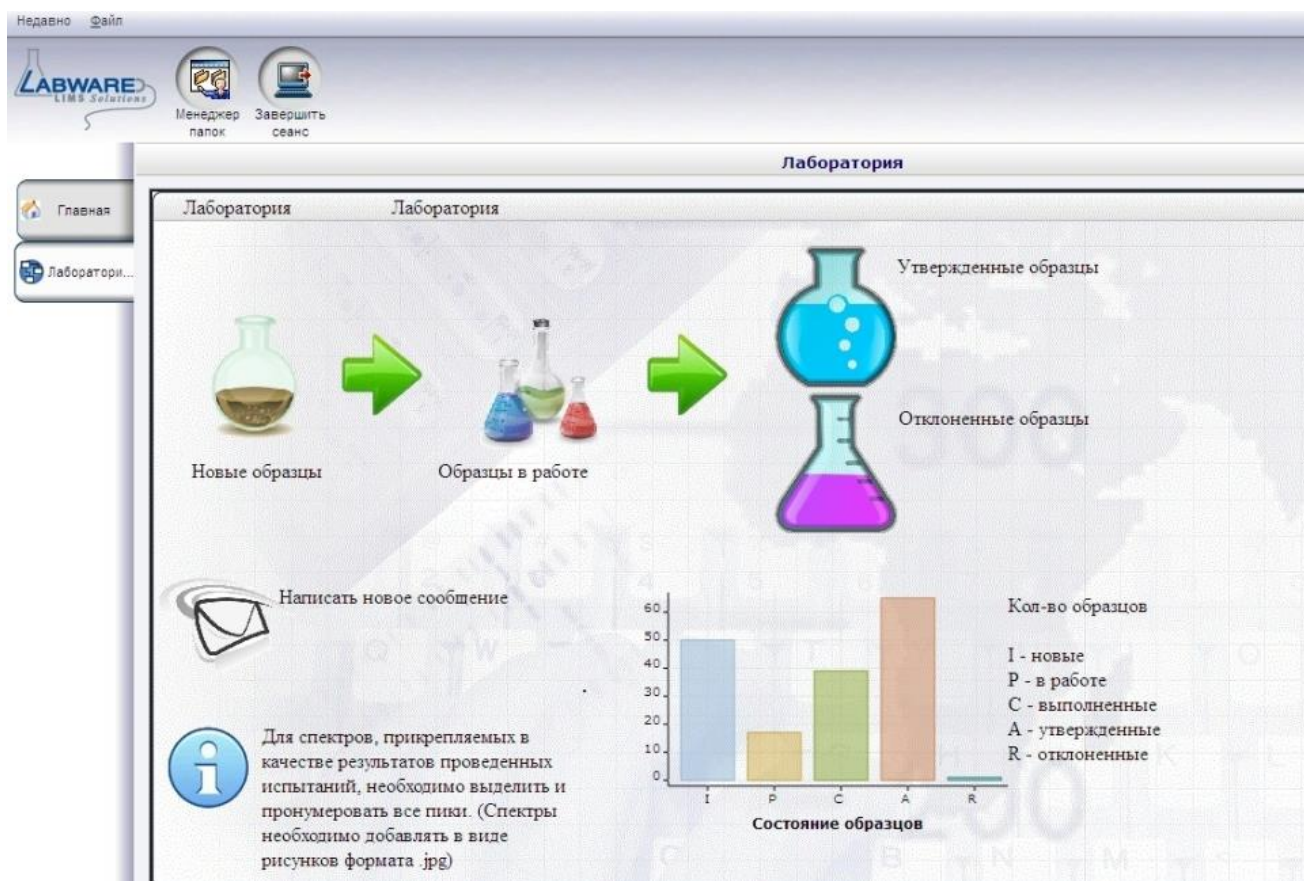 Недавно Файл
LABWARE
LIMS Solutions
Менеджер
папок
Завершить
сеанс
Лаборатория
Главная
Лаборатори...
Лаборатория Лаборатория
Утвержденные образцы
Отклоненные образцы
Новые образцы
Образцы в работе
Написать новое сообщение
Для спектров, прикрепляемых в
качестве результатов проведенных
испытаний, необходимо выделить и
пронумеровать все пики. (Спектры
необходимо добавлять в виде
рисунков формата .jpg)
60
50
40
30
20
10
0
I P C A R
Состояние образцов
Кол-во образцов
I - новые
P - в работе
C - выполненные
A - утвержденные
R - отклоненные